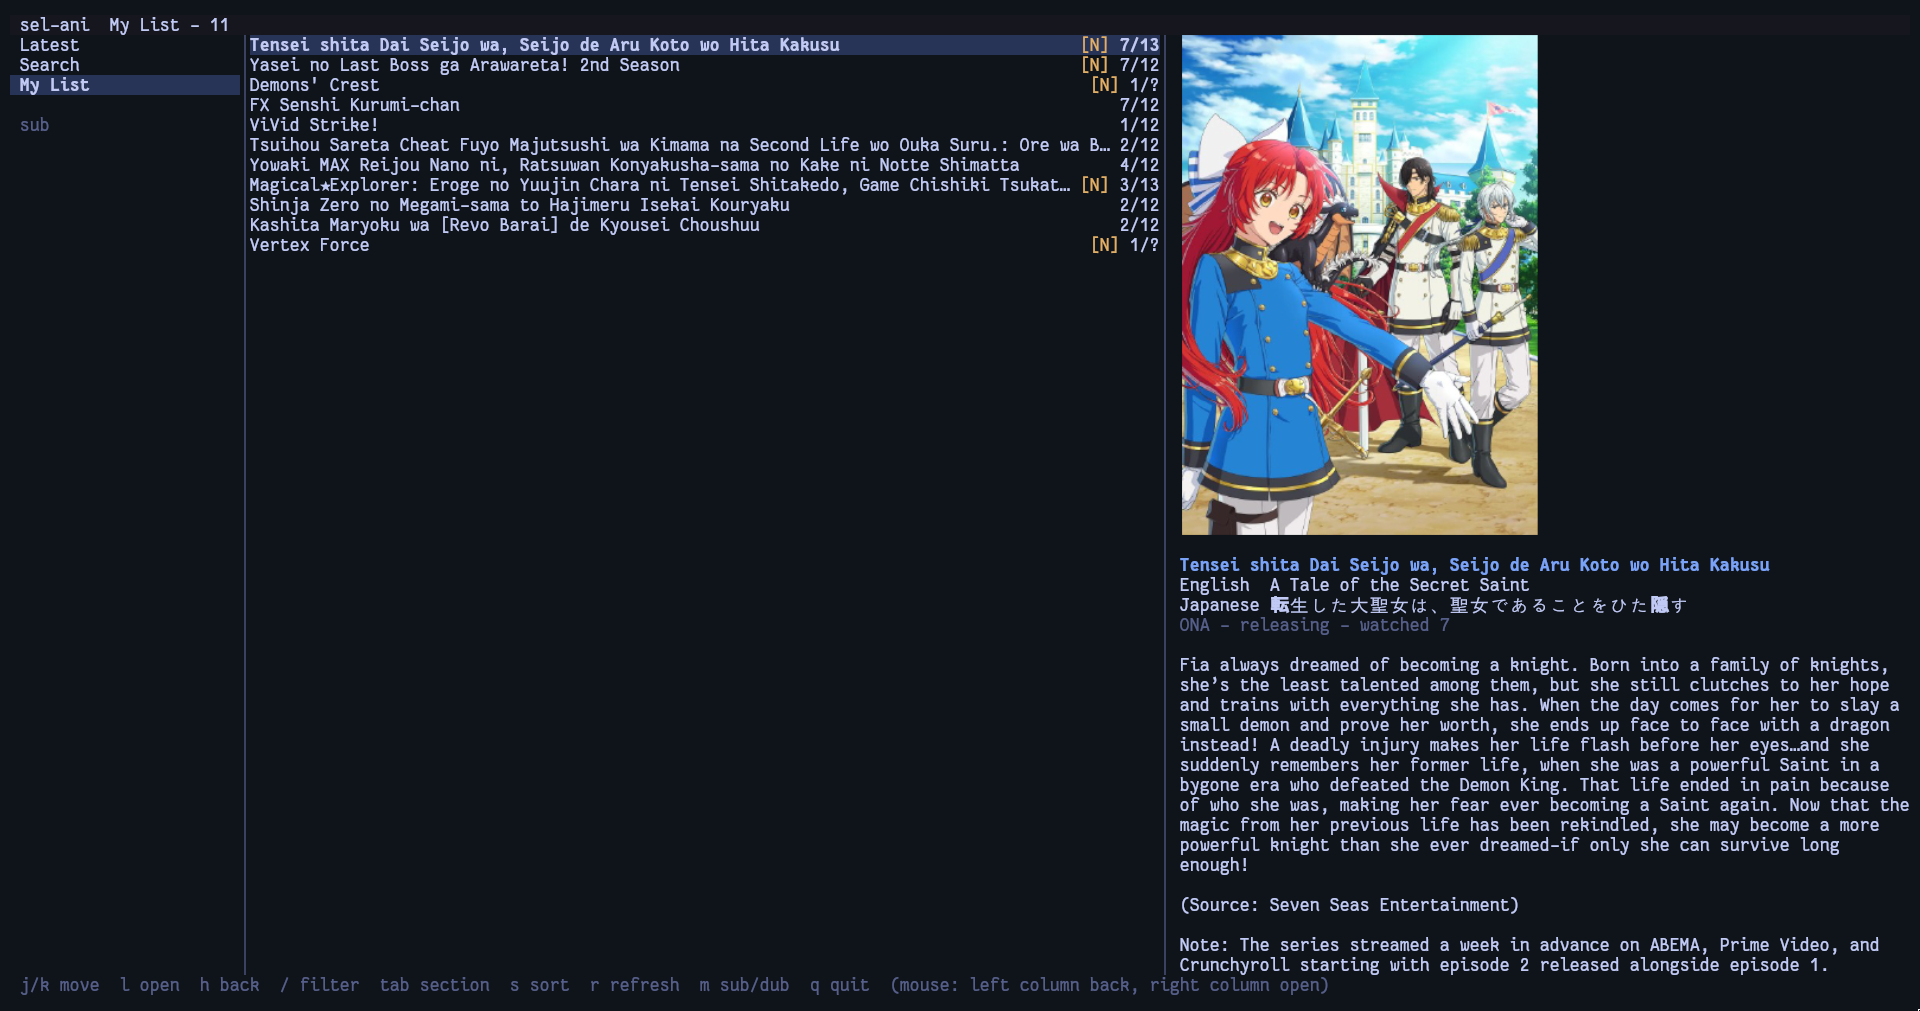 sel-ani  My List - 11
Latest
Search
My List
sub
Tensei shita Dai Seijo wa, Seijo de Aru Koto wo Hita Kakusu [N] 7/13
Yasei no Last Boss ga Arawareta! 2nd Season [N] 7/12
Demons' Crest [N] 1/?
FX Senshi Kurumi-chan 7/12
ViVid Strike! 1/12
Tsuihou Sareta Cheat Fuyo Majutsushi wa Kimama na Second Life wo Ouka Suru.: Ore wa B… 2/12
Yowaki MAX Reijou Nano ni, Ratsuwan Konyakusha-sama no Kake ni Notte Shimatta 4/12
Magical★Explorer: Eroge no Yuujin Chara ni Tensei Shitakedo, Game Chishiki Tsukat… [N] 3/13
Shinja Zero no Megami-sama to Hajimeru Isekai Kouryaku 2/12
Kashita Maryoku wa [Revo Barai] de Kyousei Choushuu 2/12
Vertex Force [N] 1/?
Tensei shita Dai Seijo wa, Seijo de Aru Koto wo Hita Kakusu
English  A Tale of the Secret Saint
Japanese 転生した大聖女は、聖女であることをひた隠す
ONA - releasing - watched 7
Fia always dreamed of becoming a knight. Born into a family of knights,
she’s the least talented among them, but she still clutches to her hope
and trains with everything she has. When the day comes for her to slay a
small demon and prove her worth, she ends up face to face with a dragon
instead! A deadly injury makes her life flash before her eyes…and she
suddenly remembers her former life, when she was a powerful Saint in a
bygone era who defeated the Demon King. That life ended in pain because
of who she was, making her fear ever becoming a Saint again. Now that the
magic from her previous life has been rekindled, she may become a more
powerful knight than she ever dreamed–if only she can survive long
enough!
(Source: Seven Seas Entertainment)
Note: The series streamed a week in advance on ABEMA, Prime Video, and
Crunchyroll starting with episode 2 released alongside episode 1.
j/k move  l open  h back  / filter  tab section  s sort  r refresh  m sub/dub  q quit  (mouse: left column back, right column open)